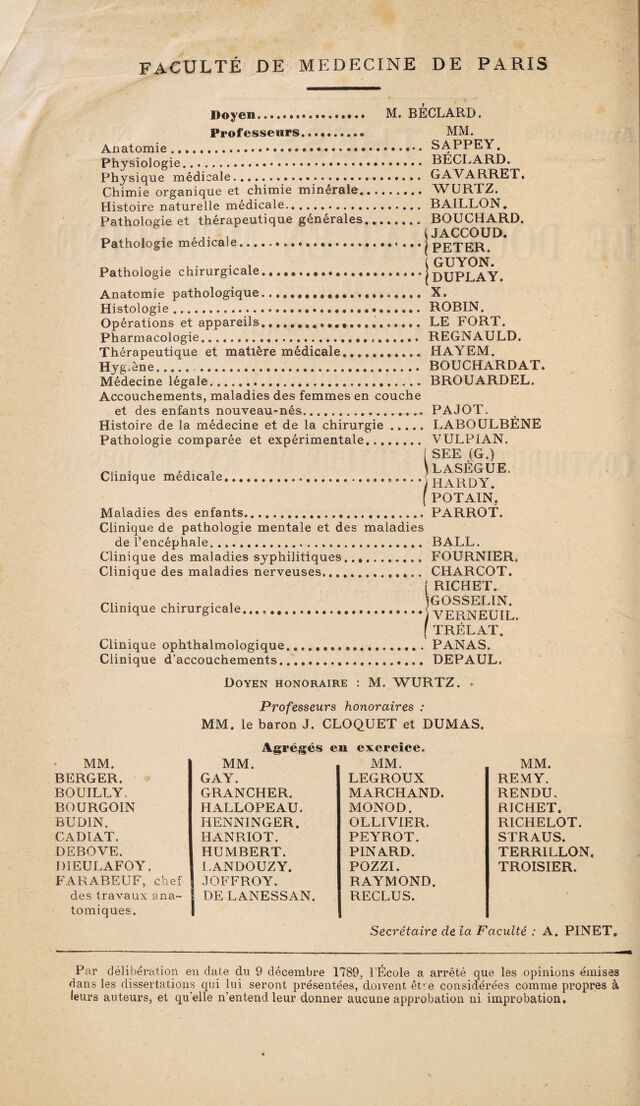 FACULTÉ DE MEDECINE DE PARIS
Doyen................ M. BÉCLARD.
Professeurs.......... MM.
Anatomie .................................... SAPPEY.
Physiologie.................................. BÉCLARD.
Physique médicale........................... GAVARRET.
Chimie organique et chimie minérale......... WURTZ.
Histoire naturelle médicale.................... BAILLON.
Pathologie et thérapeutique générales........ BOUCHARD.
Pathologie médicale.......................... JACCOUD.
PETER.
Pathologie chirurgicale....................... GUYON.
DUPLAY.
Anatomie pathologique....................... X.
Histologie ................................... ROBIN.
Opérations et appareils....................... LE FORT.
Pharmacologie............................... REGNAULD.
Thérapeutique et matière médicale........... HAYEM.
Hygiène..................................... BOUCHARDAT.
Médecine légale.............................. BROUARDEL.
Accouchements, maladies des femmes en couche
et des enfants nouveau-nés................. PAJOT.
Histoire de la médecine et de la chirurgie ..... LABOULBÈNE
Pathologie comparée et expérimentale........ VULPIAN.
Clinique médicale............................ SEE (G.)
LASÈGUE.
HARDY.
POTAIN.
Maladies des enfants......................... PARROT.
Clinique de pathologie mentale et des maladies
de l'encéphale.............................. BALL.
Clinique des maladies syphilitiques........... FOURNIER.
Clinique des maladies nerveuses.............. CHARCOT.
Clinique chirurgicale......................... RICHET.
GOSSELIN.
VERNEUIL.
TRÉLAT.
Clinique ophthalmologique.................... PANAS.
Clinique d'accouchements.................... DEPAUL.
DOYEN HONORAIRE : M. WURTZ.
Professeurs honoraires :
MM. le baron J. CLOQUET et DUMAS.
Agrégés en exercice.
MM. MM. MM. MM.
BERGER. GAY. LEGROUX REMY.
BOUILLY. GRANCHER. MARCHAND. RENDU.
BOURGOIN HALLOPEAU. MONOD. RICHET.
BUDIN. HENNINGER. OLLIVIER. RICHELOT.
CADIAT. HANRIOT. PEYROT. STRAUS.
DEBOVE. HUMBERT. PINARD. TERRILLON.
DIEULAFOY. LANDOUZY. POZZI. TROISIER.
FARABEUF, chef JOFFROY. RAYMOND.
des travaux ana- DE LANESSAN. RECLUS.
tomiques.
Secrétaire de la Faculté : A. PINET.
Par délibération en date du 9 décembre 1789, l'École a arrêté que les opinions émises
dans les dissertations qui lui seront présentées, doivent être considérées comme propres à
leurs auteurs, et qu'elle n'entend leur donner aucune approbation ni improbation.